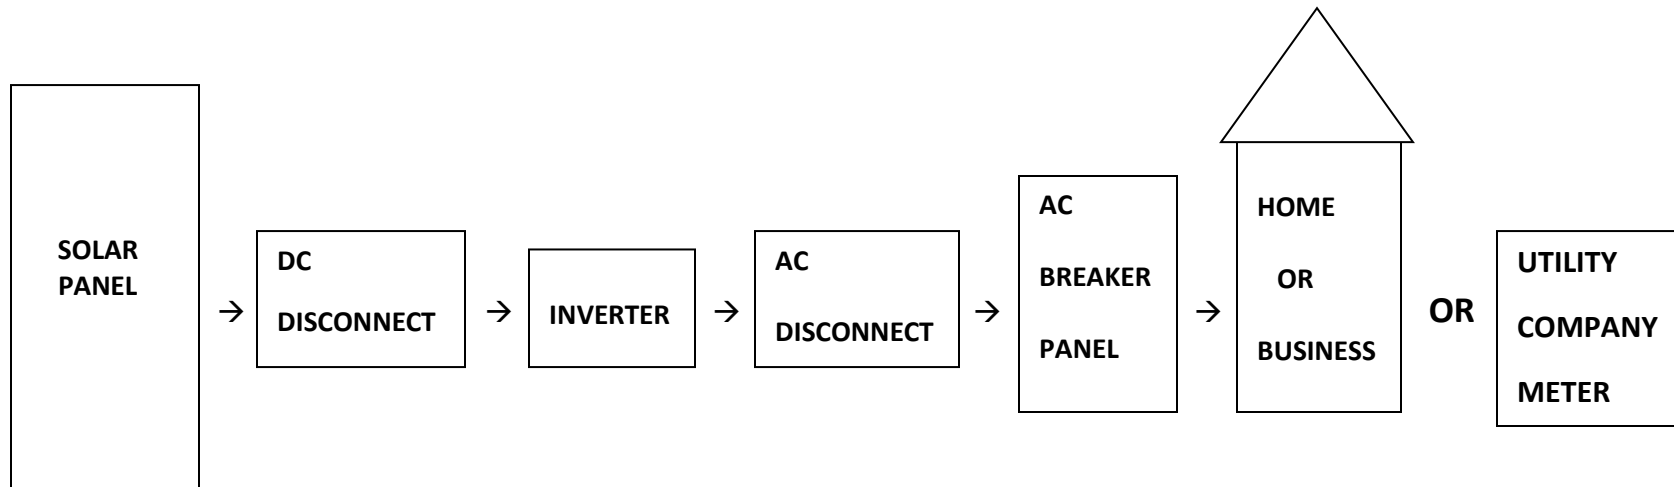 SOLAR
PANEL
→
DC
DISCONNECT
→
INVERTER
→
AC
DISCONNECT
→
AC
BREAKER
PANEL
→
HOME
OR
BUSINESS
OR
UTILITY
COMPANY
METER